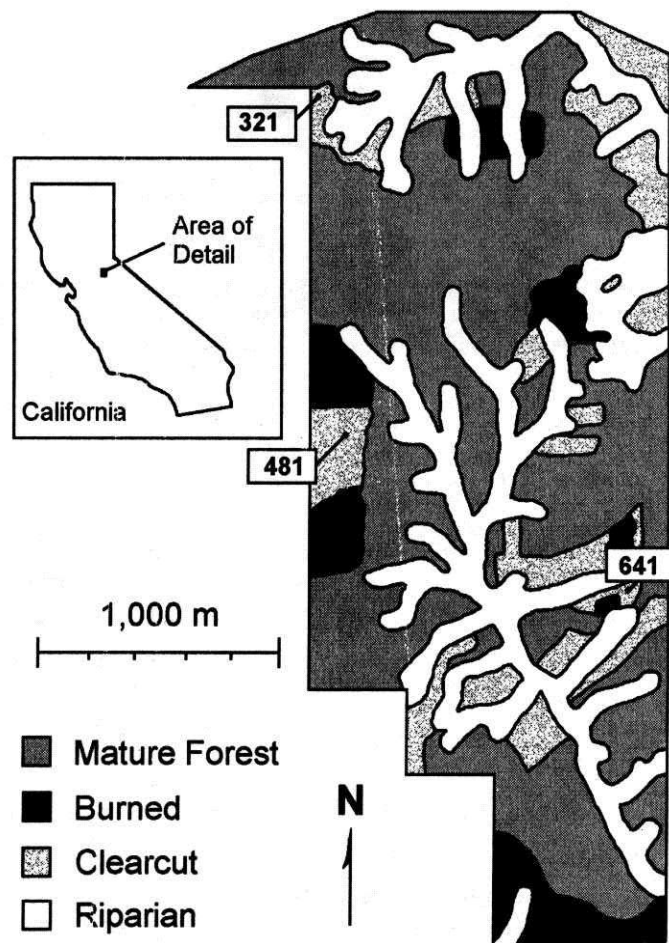 321
Area of
Detail
California
481
641
1,000 m
N
Mature Forest
Burned
Clearcut
Riparian